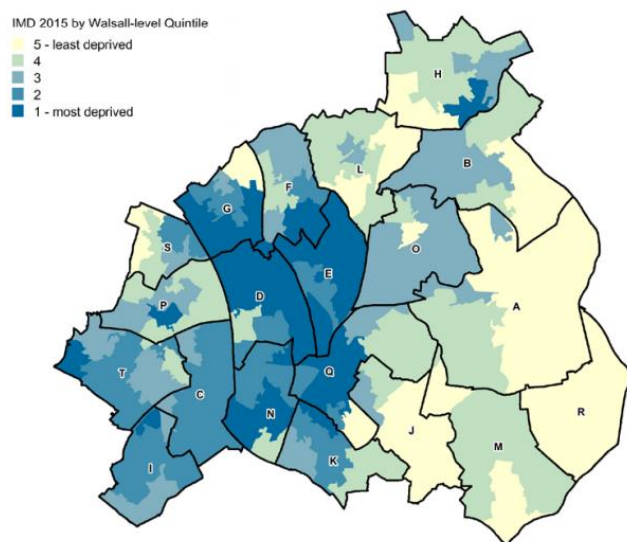 IMD 2015 by Walsall-level Quintile
5 - least deprived
4
3
2
1 - most deprived
H
B
L
F
G
S
O
E
D
A
P
T
C
Q
N
R
J
M
K
I